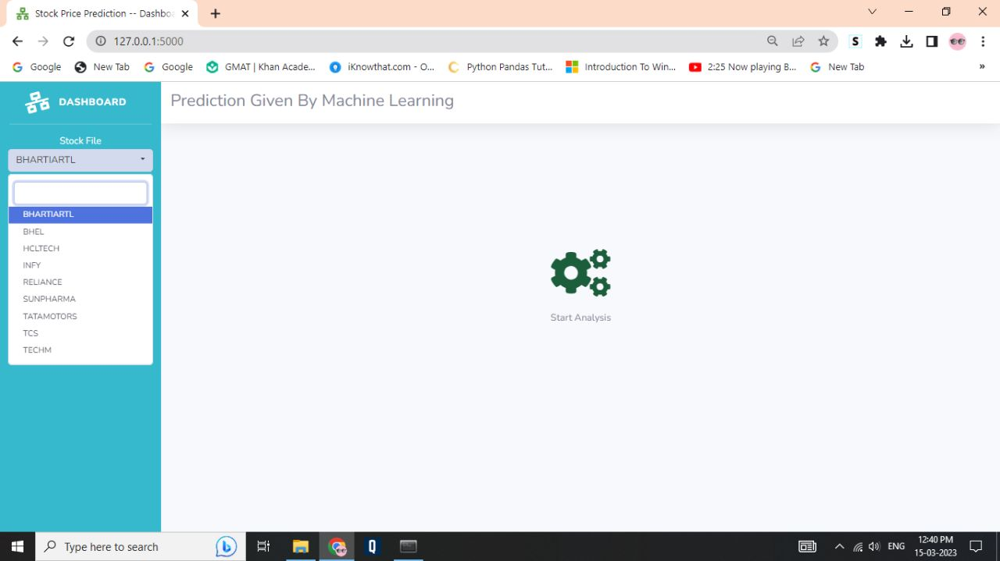 Stock Price Prediction -- Dashbo
127.0.0.1:5000
S
Google
New Tab
Google
GMAT | Khan Acade...
iKnowthat.com - O...
Python Pandas Tut...
Introduction To Win...
2:25 Now playing B...
New Tab
»
DASHBOARD
Prediction Given By Machine Learning
Stock File
BHARTIARTL
BHARTIARTL
BHEL
HCLTECH
INFY
RELIANCE
SUNPHARMA
TATAMOTORS
TCS
TECHM
Start Analysis
Type here to search
Q
ENG
12:40 PM
15-03-2023